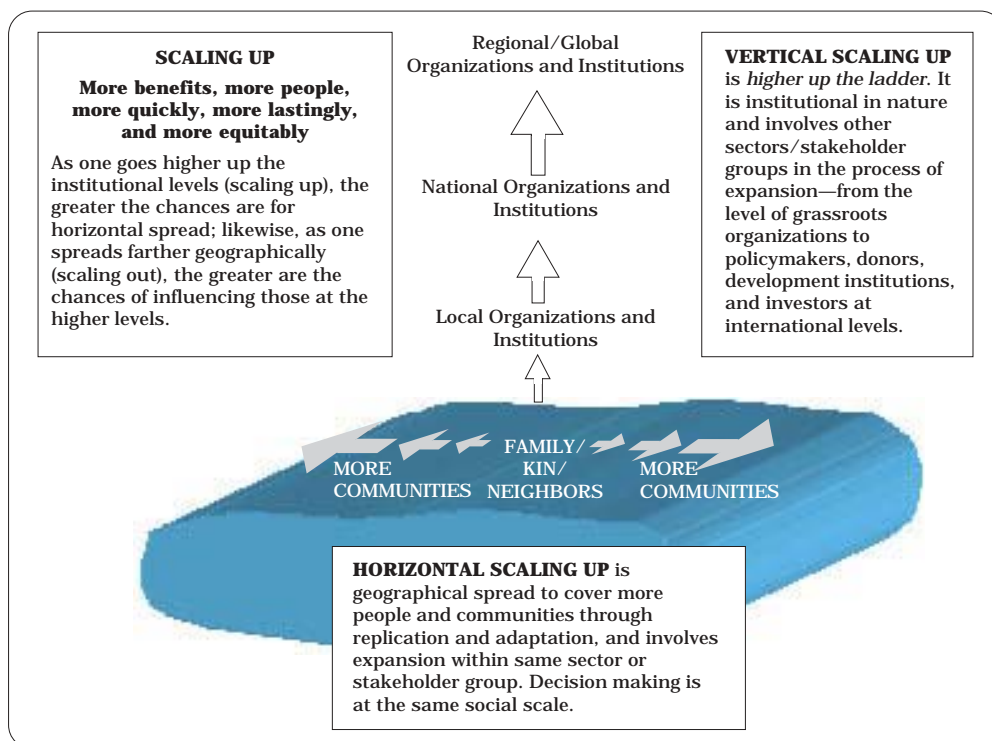 SCALING UP
More benefits, more people,
more quickly, more lastingly,
and more equitably
As one goes higher up the
institutional levels (scaling up), the
greater the chances are for
horizontal spread; likewise, as one
spreads farther geographically
(scaling out), the greater are the
chances of influencing those at the
higher levels.
Regional/Global
Organizations and Institutions
National Organizations and
Institutions
Local Organizations and
Institutions
VERTICAL SCALING UP
is higher up the ladder. It
is institutional in nature
and involves other
sectors/stakeholder
groups in the process of
expansion—from the
level of grassroots
organizations to
policymakers, donors,
development institutions,
and investors at
international levels.
MORE
COMMUNITIES
FAMILY/
KIN/
NEIGHBORS
MORE
COMMUNITIES
HORIZONTAL SCALING UP is
geographical spread to cover more
people and communities through
replication and adaptation, and involves
expansion within same sector or
stakeholder group. Decision making is
at the same social scale.